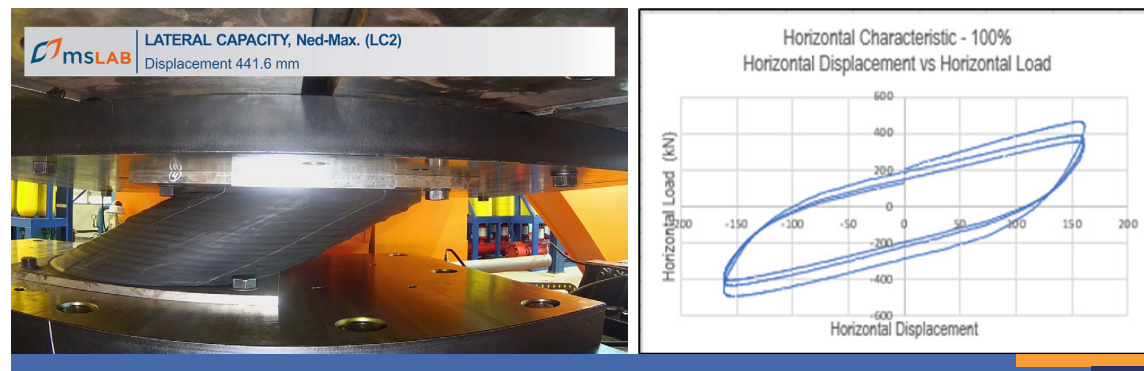 msLAB
LATERAL CAPACITY, Ned-Max. (LC2)
Displacement 441.6 mm
Horizontal Characteristic - 100%
Horizontal Displacement vs Horizontal Load
Horizontal Load (kN)
600
400
200
0
-200
-400
-600
200
-150
-100
-50
0
50
100
150
200
Horizontal Displacement